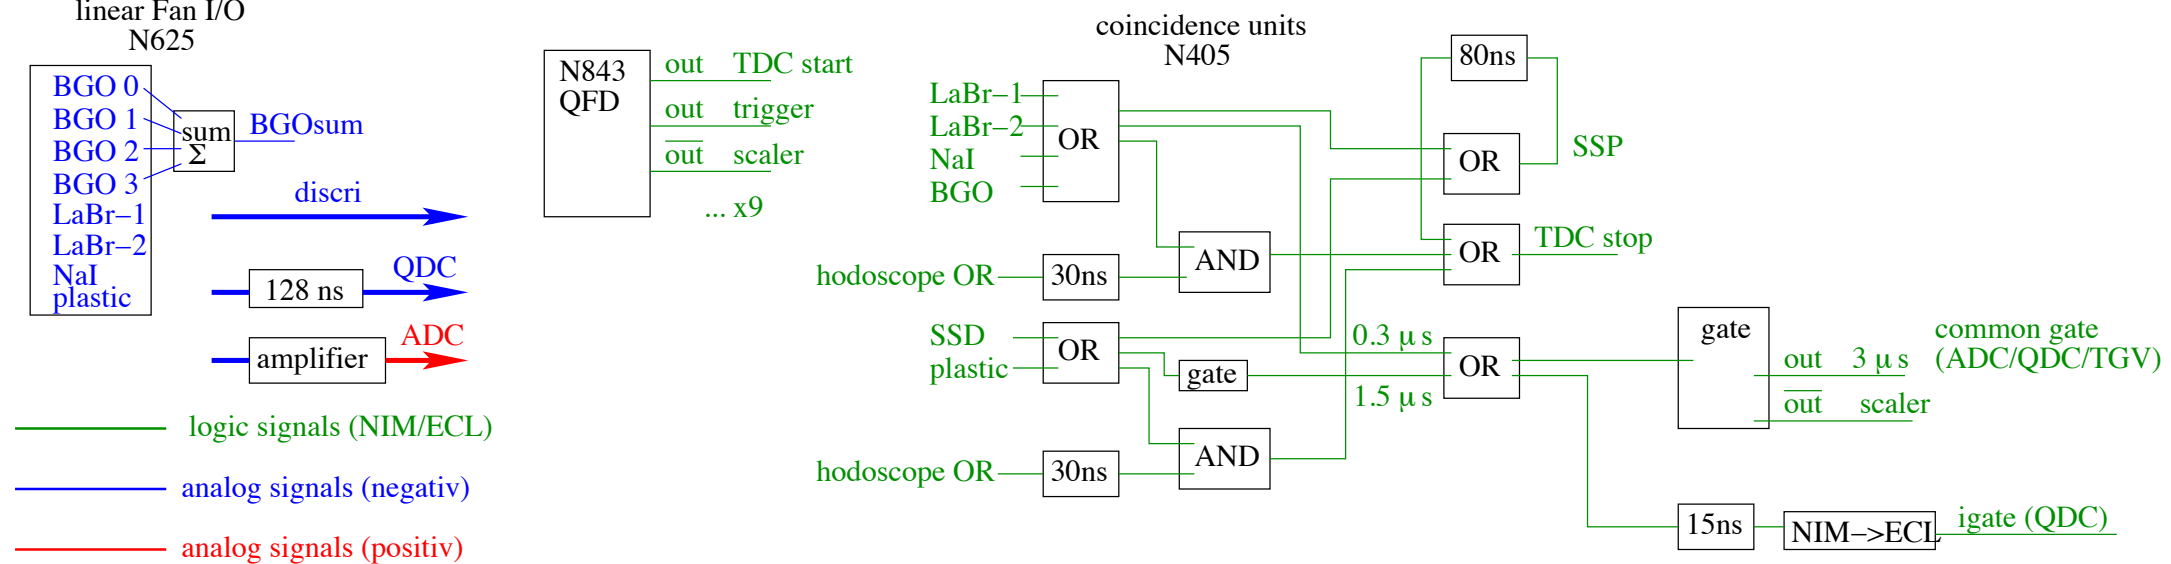 linear Fan I/O
N625
BGO 0
BGO 1
BGO 2
BGO 3
LaBr−1
LaBr−2
NaI
plastic
sum
Σ
BGOsum
discri
128 ns
QDC
amplifier
ADC
logic signals (NIM/ECL)
analog signals (negativ)
analog signals (positiv)
N843
QFD
out TDC start
out trigger
out scaler
... x9
coincidence units
N405
LaBr−1
LaBr−2
NaI
BGO
OR
hodoscope OR
30ns
AND
SSD
plastic
OR
gate
hodoscope OR
30ns
AND
80ns
OR
SSP
OR
TDC stop
0.3 μ s
OR
1.5 μ s
gate
out 3 μ s
out scaler
common gate
(ADC/QDC/TGV)
15ns
NIM−>ECL
igate (QDC)